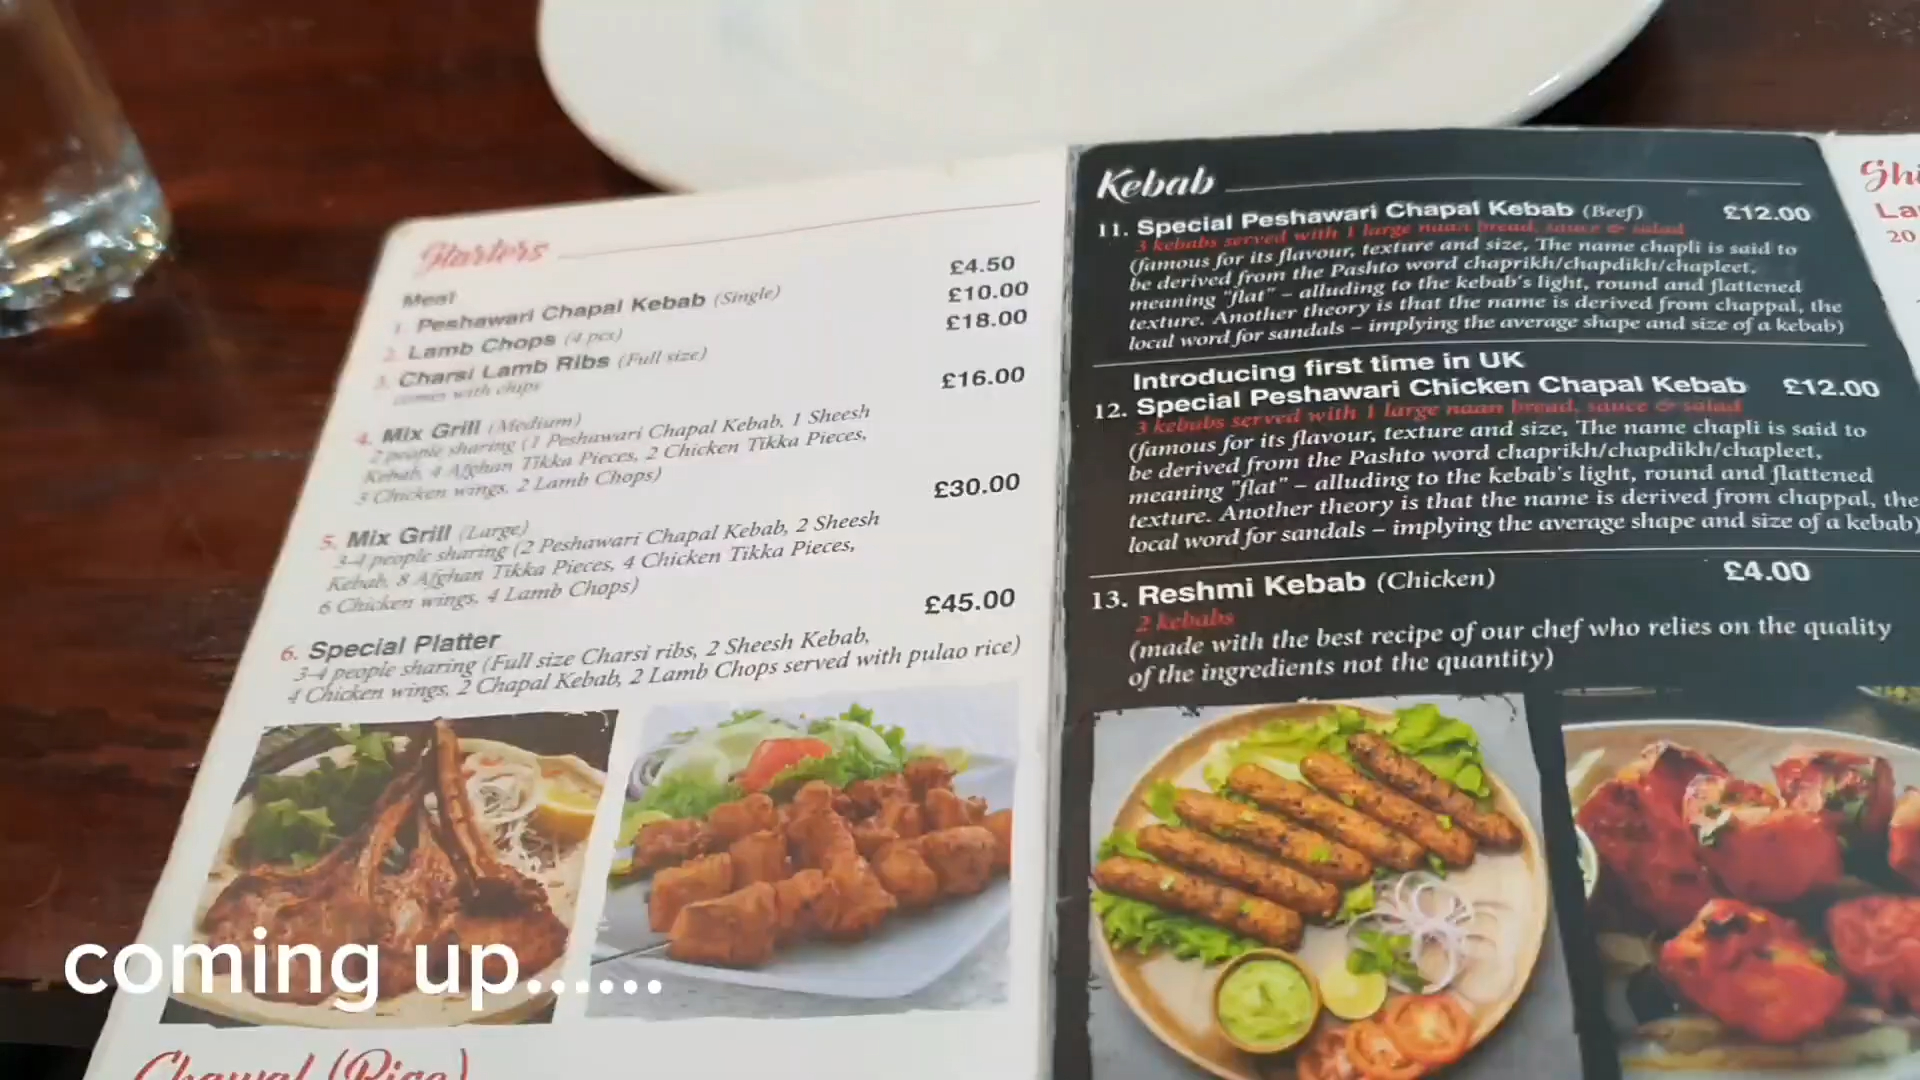 Starters
Meat
1. Peshawari Chapal Kebab (Single) £4.50
2. Lamb Chops (4 pcs) £10.00
3. Charsi Lamb Ribs (Full size) £18.00
comes with chips
4. Mix Grill (Medium) £16.00
2 people sharing (1 Peshawari Chapal Kebab, 1 Sheesh
Kebab, 4 Afghan Tikka Pieces, 2 Chicken Tikka Pieces,
3 Chicken wings, 2 Lamb Chops)
5. Mix Grill (Large) £30.00
3-4 people sharing (2 Peshawari Chapal Kebab, 2 Sheesh
Kebab, 8 Afghan Tikka Pieces, 4 Chicken Tikka Pieces,
6 Chicken wings, 4 Lamb Chops)
6. Special Platter £45.00
3-4 people sharing (Full size Charsi ribs, 2 Sheesh Kebab,
4 Chicken wings, 2 Chapal Kebab, 2 Lamb Chops served with pulao rice)
Chawal (Rice)
Kebab
11. Special Peshawari Chapal Kebab (Beef) £12.00
3 kebabs served with 1 large naan bread, sauce & salad
(famous for its flavour, texture and size, The name chapli is said to
be derived from the Pashto word chaprikh/chapdikh/chapleet,
meaning "flat" – alluding to the kebab's light, round and flattened
texture. Another theory is that the name is derived from chappal, the
local word for sandals – implying the average shape and size of a kebab)
Introducing first time in UK
12. Special Peshawari Chicken Chapal Kebab £12.00
3 kebabs served with 1 large naan bread, sauce & salad
(famous for its flavour, texture and size, The name chapli is said to
be derived from the Pashto word chaprikh/chapdikh/chapleet,
meaning "flat" – alluding to the kebab's light, round and flattened
texture. Another theory is that the name is derived from chappal, the
local word for sandals – implying the average shape and size of a kebab)
13. Reshmi Kebab (Chicken) £4.00
2 kebabs
(made with the best recipe of our chef who relies on the quality
of the ingredients not the quantity)
20
coming up......